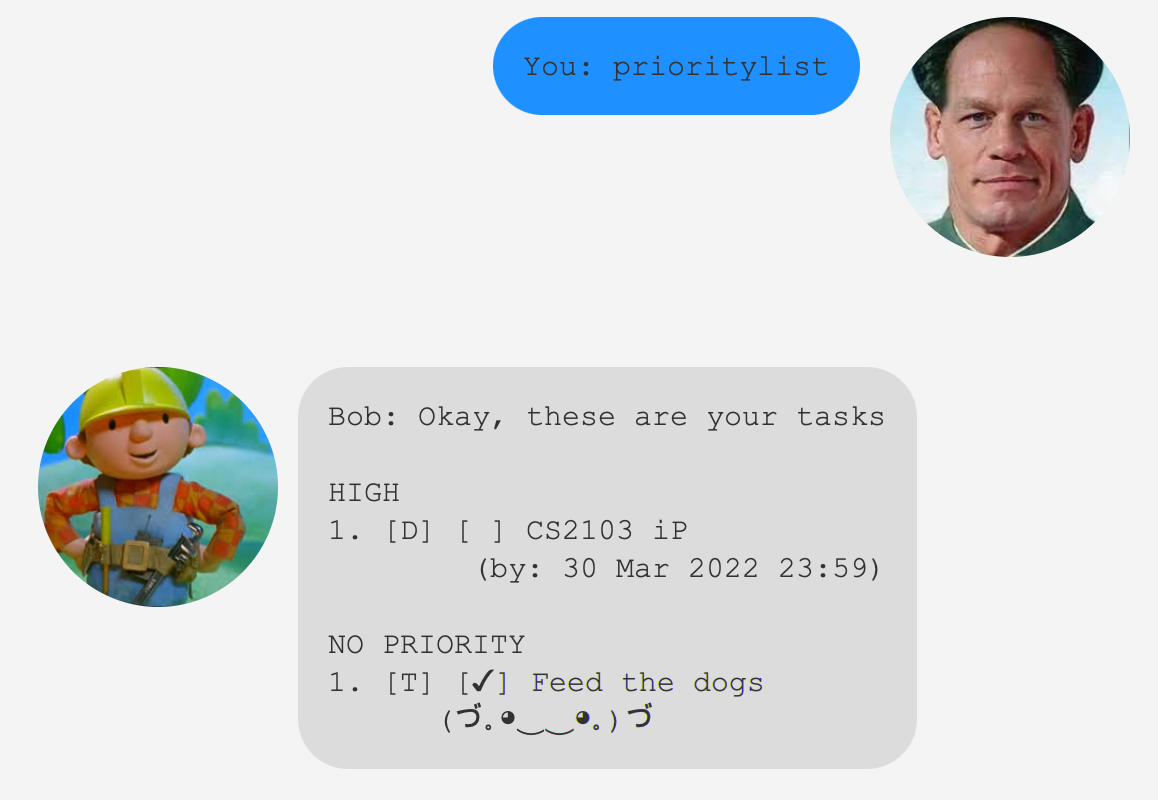 You: prioritylist
Bob: Okay, these are your tasks
HIGH
1. [D] [ ] CS2103 iP
(by: 30 Mar 2022 23:59)
NO PRIORITY
1. [T] [✓] Feed the dogs
(づ｡◕‿‿◕｡)づ